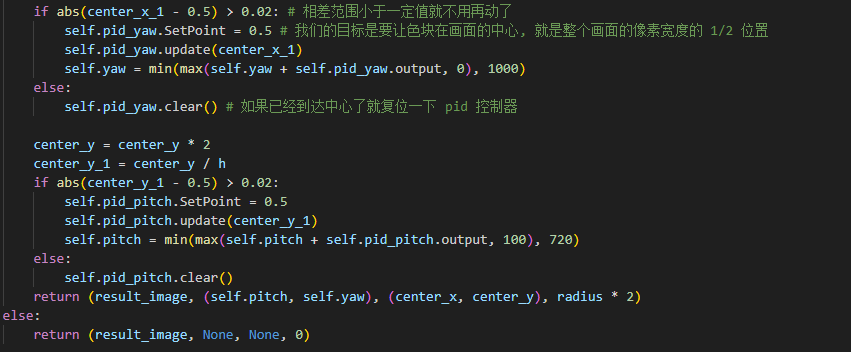 if abs(center_x_1 - 0.5) > 0.02: # 相差范围小于一定值就不用再动了
self.pid_yaw.SetPoint = 0.5 # 我们的目标是要让色块在画面的中心, 就是整个画面的像素宽度的 1/2 位置
self.pid_yaw.update(center_x_1)
self.yaw = min(max(self.yaw + self.pid_yaw.output, 0), 1000)
else:
self.pid_yaw.clear() # 如果已经到达中心了就复位一下 pid 控制器
center_y = center_y * 2
center_y_1 = center_y / h
if abs(center_y_1 - 0.5) > 0.02:
self.pid_pitch.SetPoint = 0.5
self.pid_pitch.update(center_y_1)
self.pitch = min(max(self.pitch + self.pid_pitch.output, 100), 720)
else:
self.pid_pitch.clear()
return (result_image, (self.pitch, self.yaw), (center_x, center_y), radius * 2)
else:
return (result_image, None, None, 0)